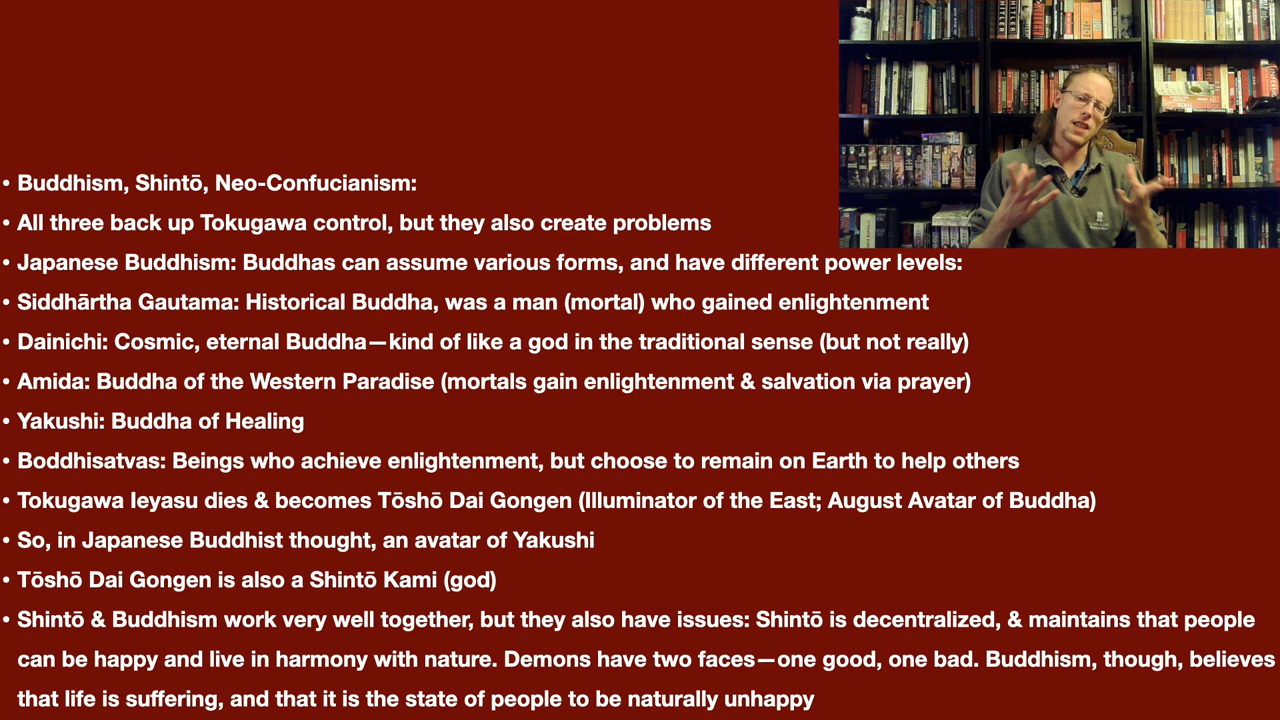 • Buddhism, Shintō, Neo-Confucianism:
• All three back up Tokugawa control, but they also create problems
• Japanese Buddhism: Buddhas can assume various forms, and have different power levels:
• Siddhārtha Gautama: Historical Buddha, was a man (mortal) who gained enlightenment
• Dainichi: Cosmic, eternal Buddha—kind of like a god in the traditional sense (but not really)
• Amida: Buddha of the Western Paradise (mortals gain enlightenment & salvation via prayer)
• Yakushi: Buddha of Healing
• Boddhisatvas: Beings who achieve enlightenment, but choose to remain on Earth to help others
• Tokugawa Ieyasu dies & becomes Tōshō Dai Gongen (Illuminator of the East; August Avatar of Buddha)
• So, in Japanese Buddhist thought, an avatar of Yakushi
• Tōshō Dai Gongen is also a Shintō Kami (god)
• Shintō & Buddhism work very well together, but they also have issues: Shintō is decentralized, & maintains that people
can be happy and live in harmony with nature. Demons have two faces—one good, one bad. Buddhism, though, believes
that life is suffering, and that it is the state of people to be naturally unhappy